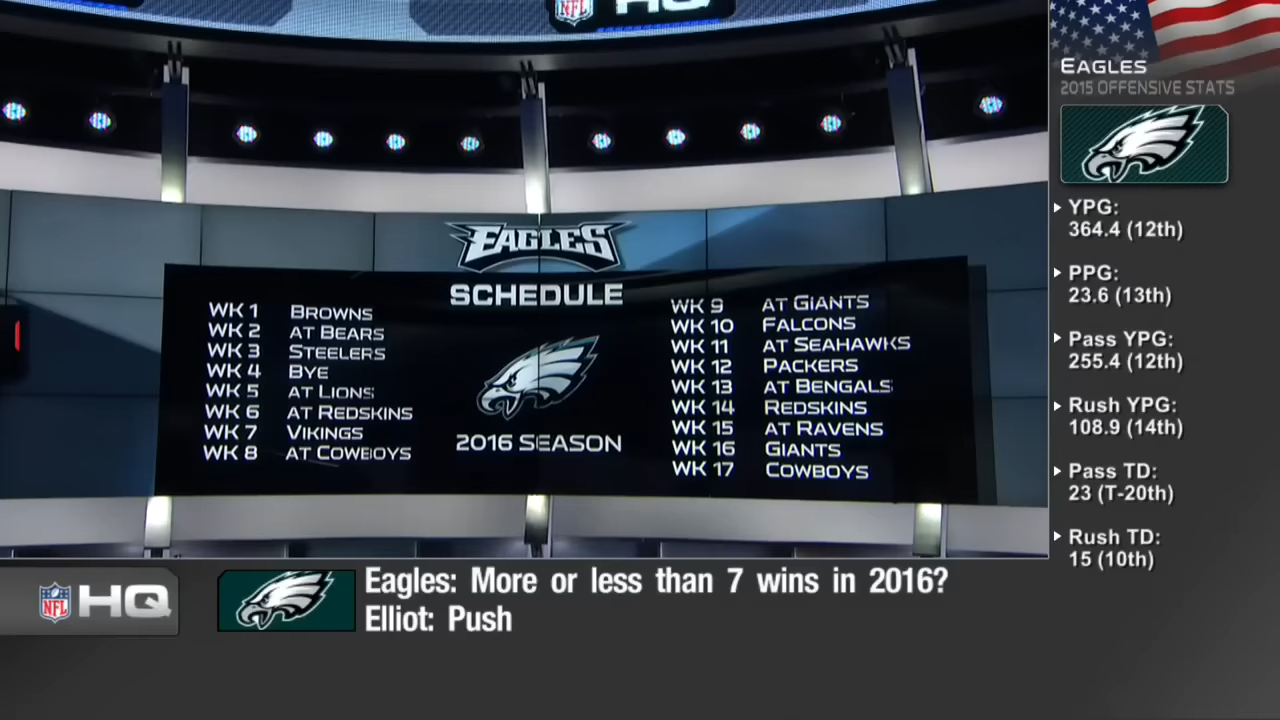 NFL HQ
EAGLES
SCHEDULE
WK 1 BROWNS
WK 2 AT BEARS
WK 3 STEELERS
WK 4 BYE
WK 5 AT LIONS
WK 6 AT REDSKINS
WK 7 VIKINGS
WK 8 AT COWBOYS
2016 SEASON
WK 9 AT GIANTS
WK 10 FALCONS
WK 11 AT SEAHAWKS
WK 12 PACKERS
WK 13 AT BENGALS
WK 14 REDSKINS
WK 15 AT RAVENS
WK 16 GIANTS
WK 17 COWBOYS
EAGLES
2015 OFFENSIVE STATS
YPG:
364.4 (12th)
PPG:
23.6 (13th)
Pass YPG:
255.4 (12th)
Rush YPG:
108.9 (14th)
Pass TD:
23 (T-20th)
Rush TD:
15 (10th)
NFL HQ
Eagles: More or less than 7 wins in 2016?
Elliot: Push